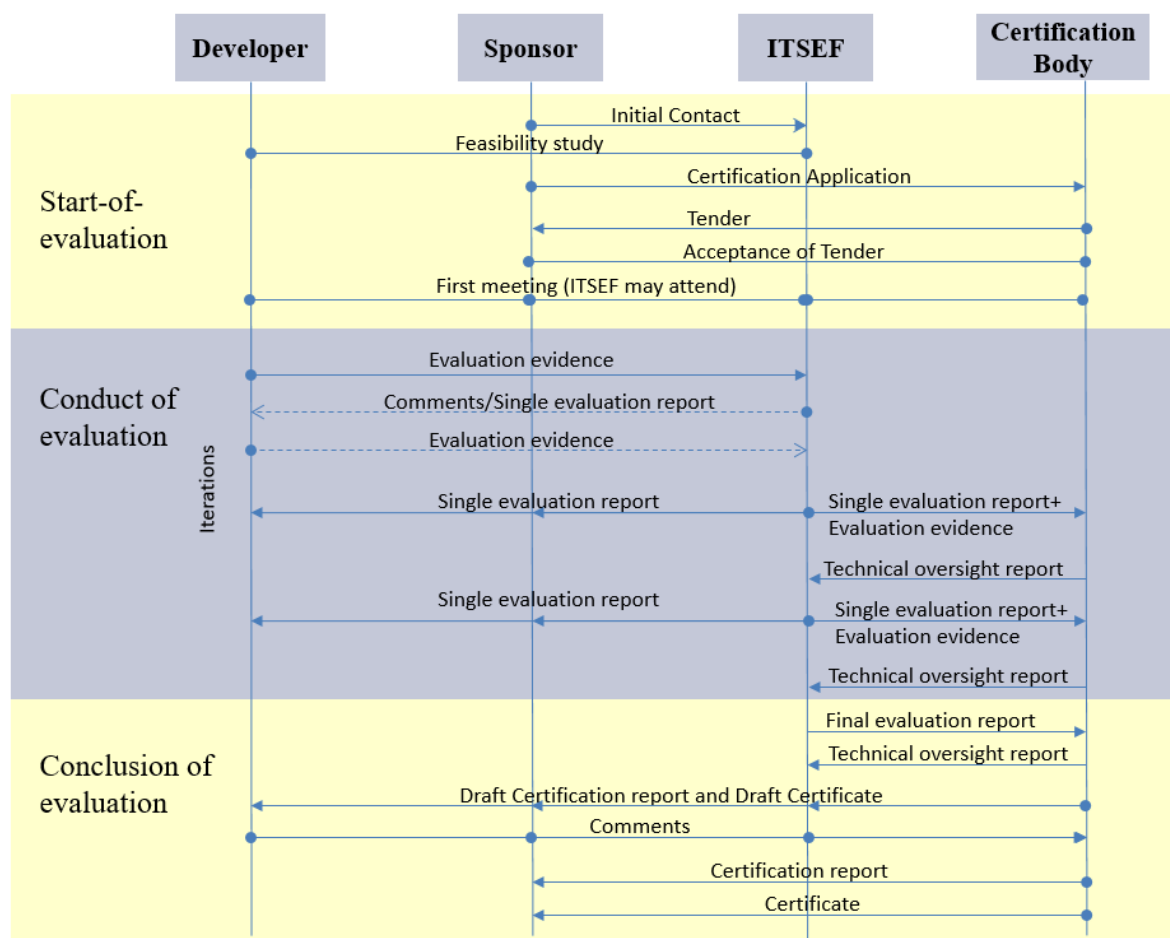 Developer
Sponsor
ITSEF
Certification
Body
Start-of-
evaluation
Initial Contact
Feasibility study
Certification Application
Tender
Acceptance of Tender
First meeting (ITSEF may attend)
Conduct of
evaluation
Iterations
Evaluation evidence
Comments/Single evaluation report
Evaluation evidence
Single evaluation report
Single evaluation report+
Evaluation evidence
Technical oversight report
Single evaluation report
Single evaluation report+
Evaluation evidence
Technical oversight report
Conclusion of
evaluation
Final evaluation report
Technical oversight report
Draft Certification report and Draft Certificate
Comments
Certification report
Certificate